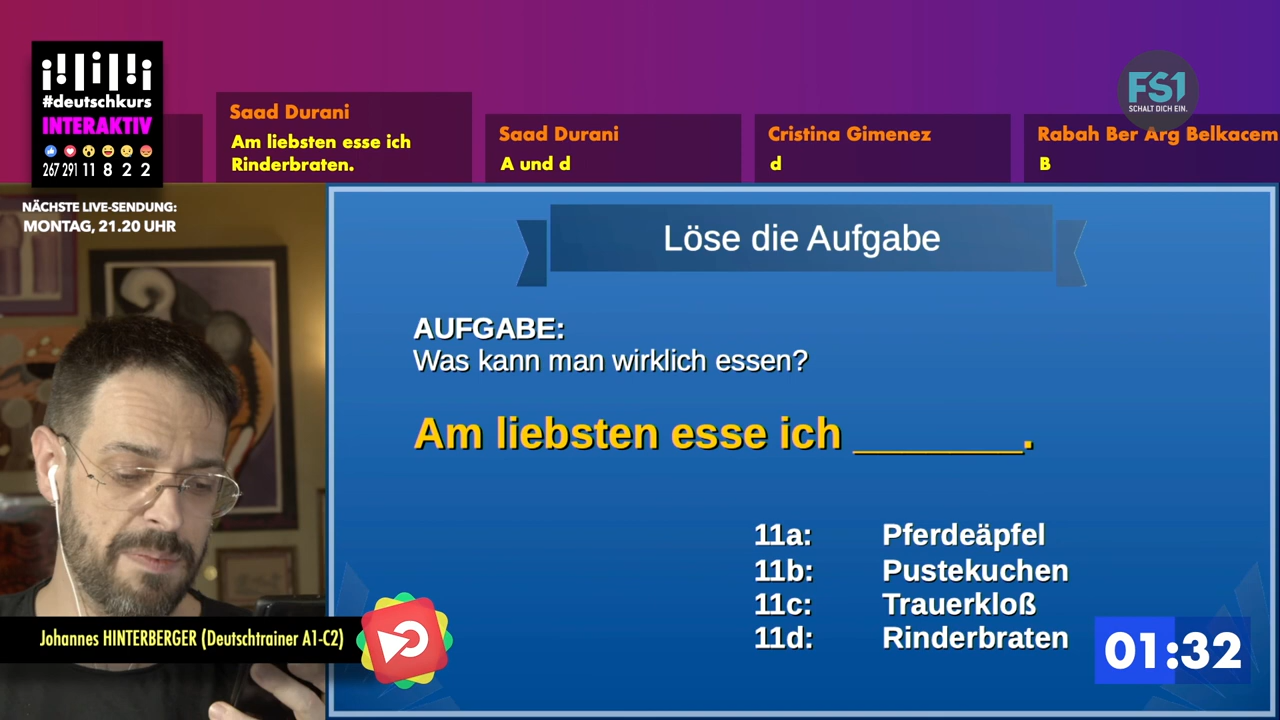 #deutschkurs
INTERAKTIV
267 291 11 8 2 2
NÄCHSTE LIVE-SENDUNG:
MONTAG, 21.20 UHR
Saad Durani
Am liebsten esse ich
Rinderbraten.
Saad Durani
A und d
Cristina Gimenez
d
Rabah Ber Arg Belkacem
B
FS1
SCHALT DICH EIN.
Löse die Aufgabe
AUFGABE:
Was kann man wirklich essen?
Am liebsten esse ich _______.
11a: Pferdeäpfel
11b: Pustekuchen
11c: Trauerkloß
11d: Rinderbraten
Johannes HINTERBERGER (Deutschtrainer A1-C2)
01:32